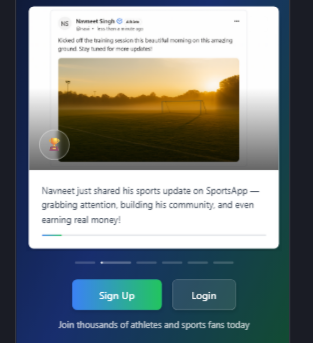 NS
Navneet Singh
@navi • less than a minute ago
Kicked off the training session this beautiful morning on this amazing
ground. Stay tuned for more updates!
Navneet just shared his sports update on SportsApp —
grabbing attention, building his community, and even
earning real money!
Sign Up
Login
Join thousands of athletes and sports fans today